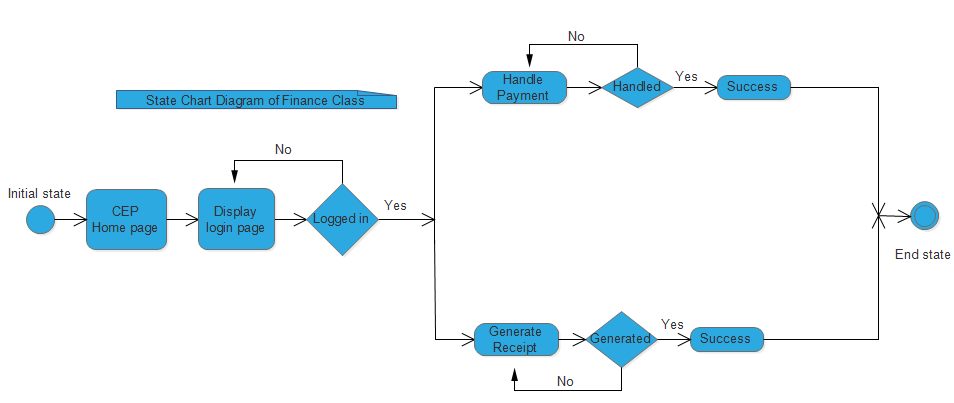 No
Handle
Payment
Handled
Yes
Success
State Chart Diagram of Finance Class
No
Initial state
CEP
Home page
Display
login page
Logged in
Yes
End state
Generate
Receipt
Generated
Yes
Success
No